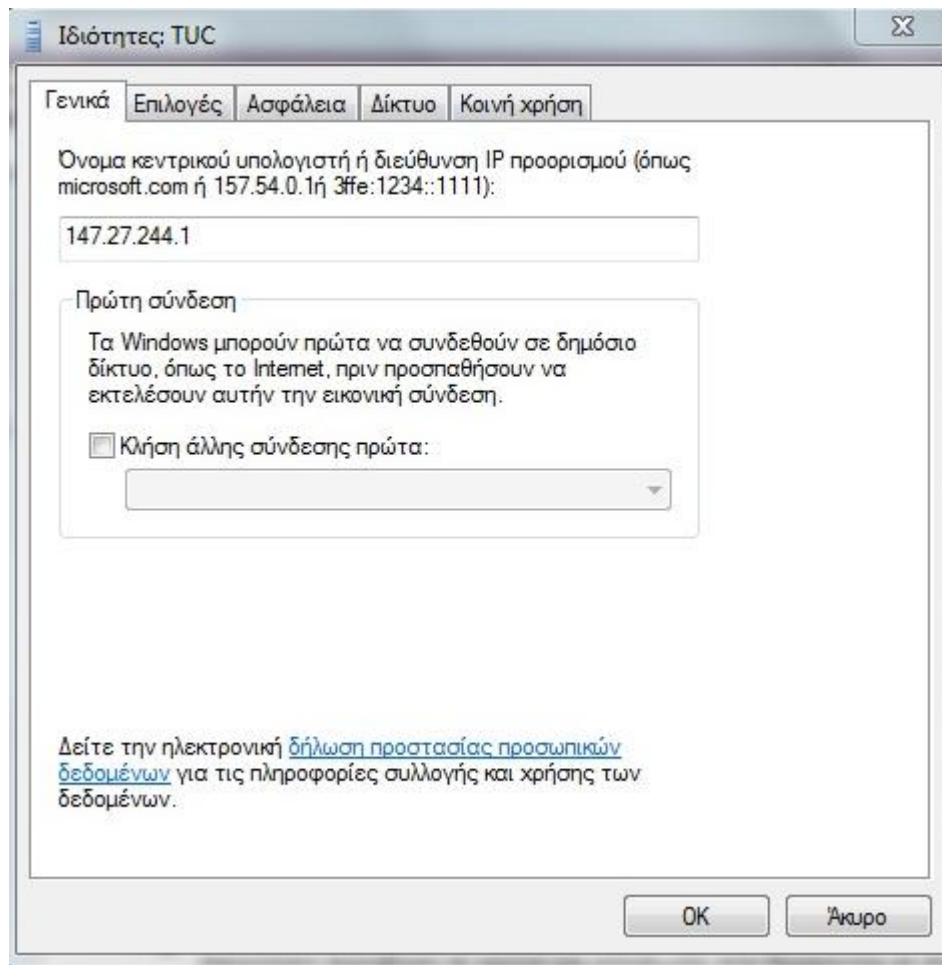 Ιδιότητες: TUC
Γενικά Επιλογές Ασφάλεια Δίκτυο Κοινή χρήση
Όνομα κεντρικού υπολογιστή ή διεύθυνση IP προορισμού (όπως
microsoft.com ή 157.54.0.1ή 3ffe:1234::1111):
147.27.244.1
Πρώτη σύνδεση
Τα Windows μπορούν πρώτα να συνδεθούν σε δημόσιο
δίκτυο, όπως το Internet, πριν προσπαθήσουν να
εκτελέσουν αυτήν την εικονική σύνδεση.
Κλήση άλλης σύνδεσης πρώτα:
Δείτε την ηλεκτρονική δήλωση προστασίας προσωπικών
δεδομένων για τις πληροφορίες συλλογής και χρήσης των
δεδομένων.
OK Άκυρο